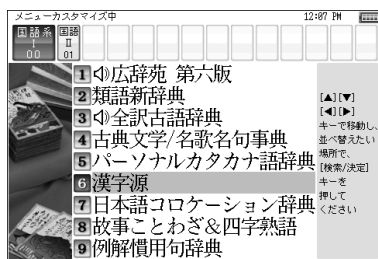 メニューカスタマイズ中 12:07 PM
国語系 I 00
国語 II 01
1 広辞苑 第六版
2 類語新辞典
3 全訳古語辞典
4 古典文学/名歌名句事典
5 パーソナルカタカナ語辞典
6 漢字源
7 日本語コロケーション辞典
8 故事ことわざ&四字熟語
9 例解慣用句辞典
[▲][▼]
[◀][▶]
キーで移動し、
並べ替えたい
場所で、
[検索/決定]
キーを
押して
ください